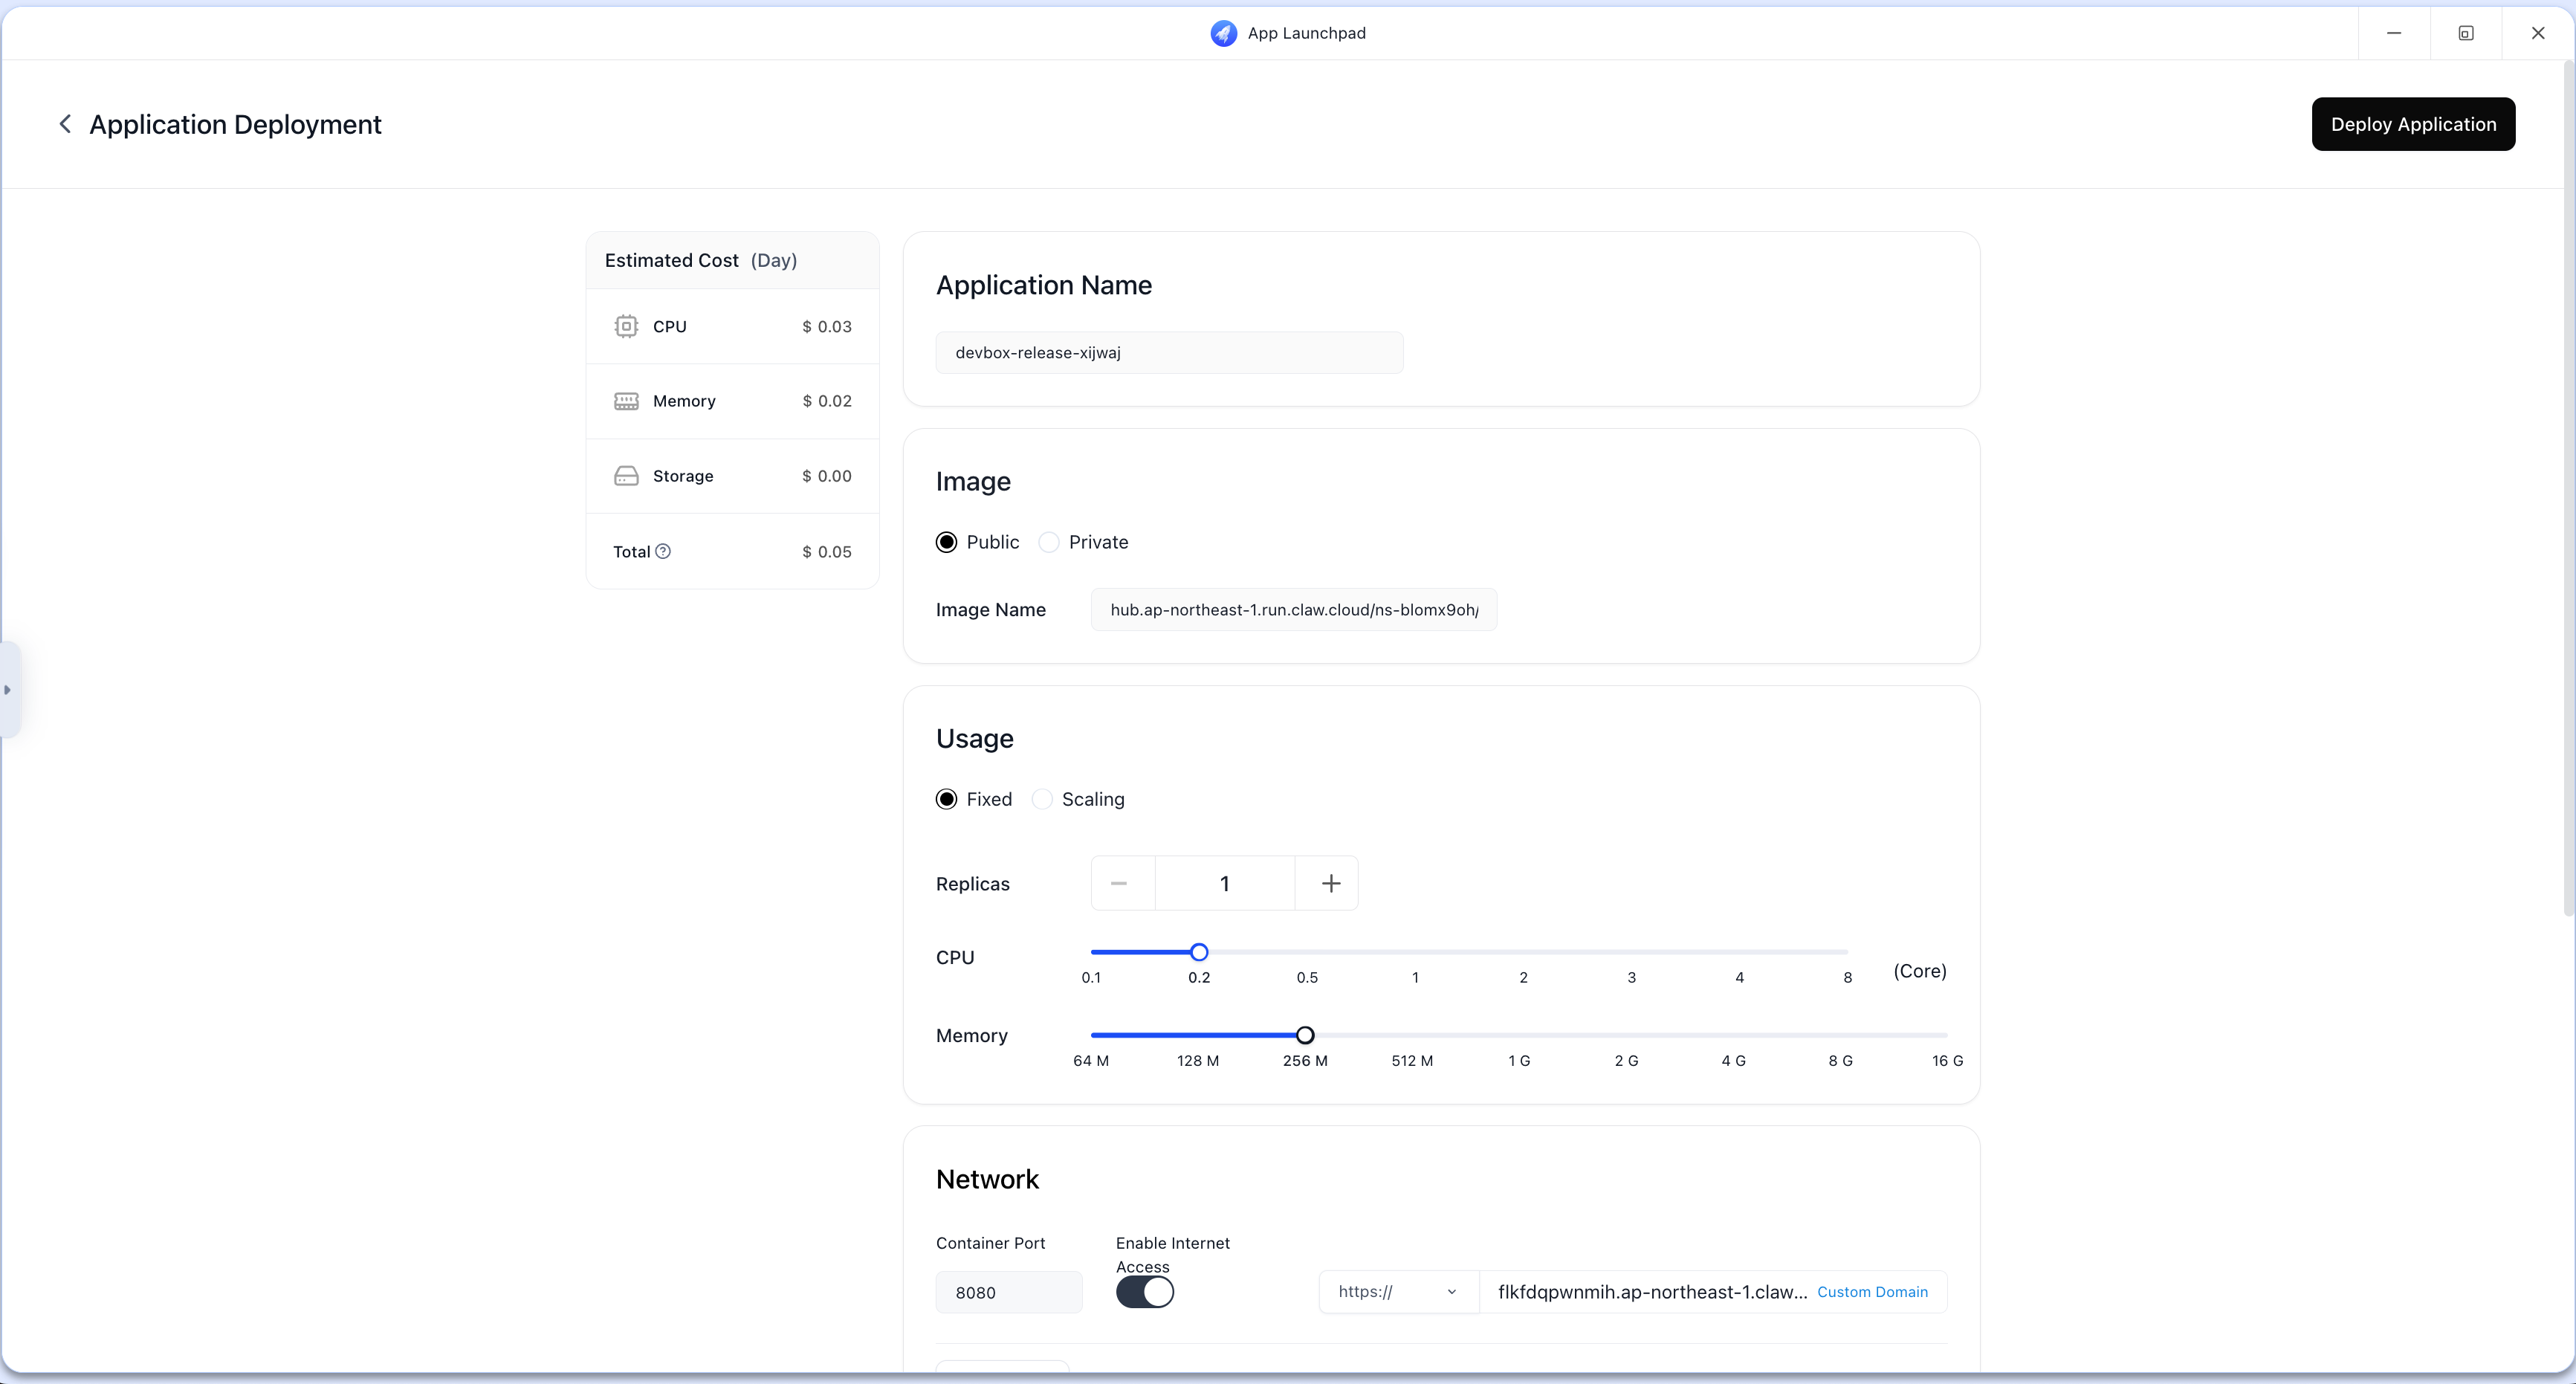 App Launchpad
Application Deployment
Deploy Application
Estimated Cost (Day)
CPU $ 0.03
Memory $ 0.02
Storage $ 0.00
Total $ 0.05
Application Name
devbox-release-xijwaj
Image
Public Private
Image Name hub.ap-northeast-1.run.claw.cloud/ns-blomx9oh/
Usage
Fixed Scaling
Replicas 1
CPU
0.1 0.2 0.5 1 2 3 4 8 (Core)
Memory
64 M 128 M 256 M 512 M 1 G 2 G 4 G 8 G 16 G
Network
Container Port Enable Internet
Access
8080 https:// flkfdqpwnmih.ap-northeast-1.claw... Custom Domain